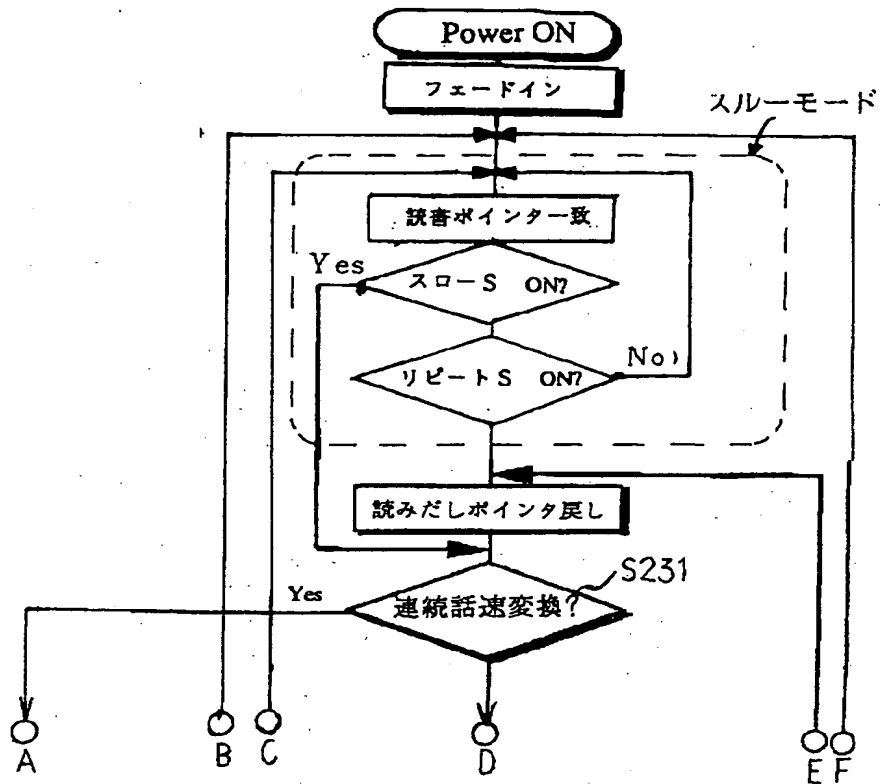 Power ON
フェードイン
スルーモード
読書ポインタ一致
Yes
スローS ON?
No
リピートS ON?
読みだしポインタ戻し
S231
Yes
連続話速変換?
A
B
C
D
E
F